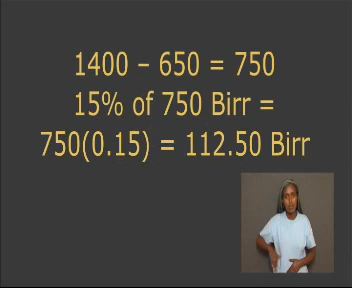 1400 – 650 = 750
15% of 750 Birr =
750(0.15) = 112.50 Birr